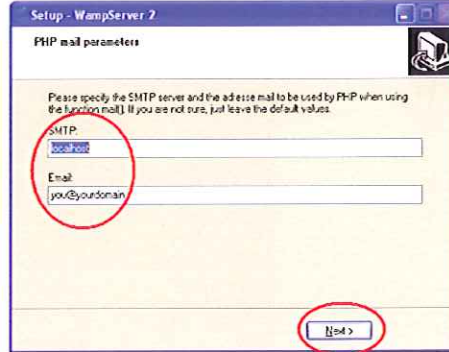 Setup - WampServer 2
PHP mail parameters
Please specify the SMTP server and the adresse mail to be used by PHP when using
the function mail(). If you are not sure, just leave the default values.
SMTP:
localhost
Email:
you@yourdomain
Next >